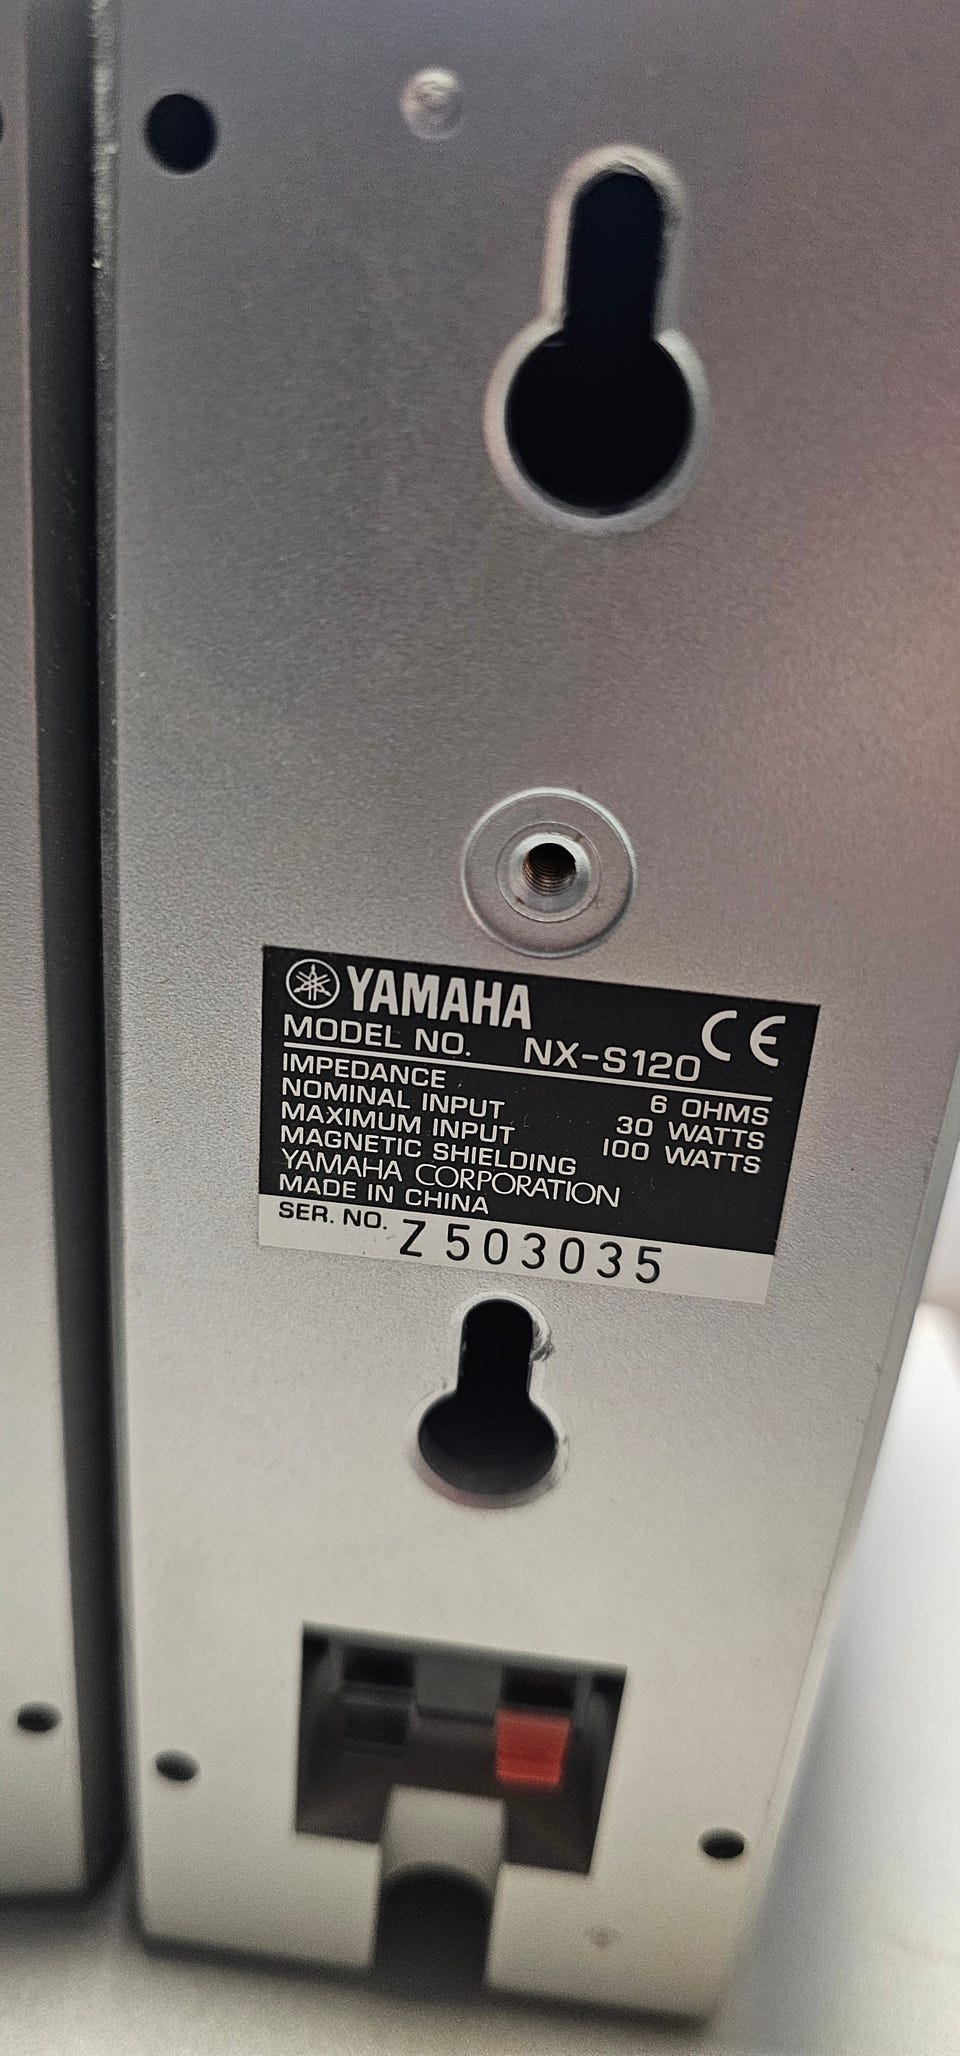 YAMAHA CE
MODEL NO. NX-S120
IMPEDANCE 6 OHMS
NOMINAL INPUT 30 WATTS
MAXIMUM INPUT 100 WATTS
MAGNETIC SHIELDING
YAMAHA CORPORATION
MADE IN CHINA
SER. NO. Z503035